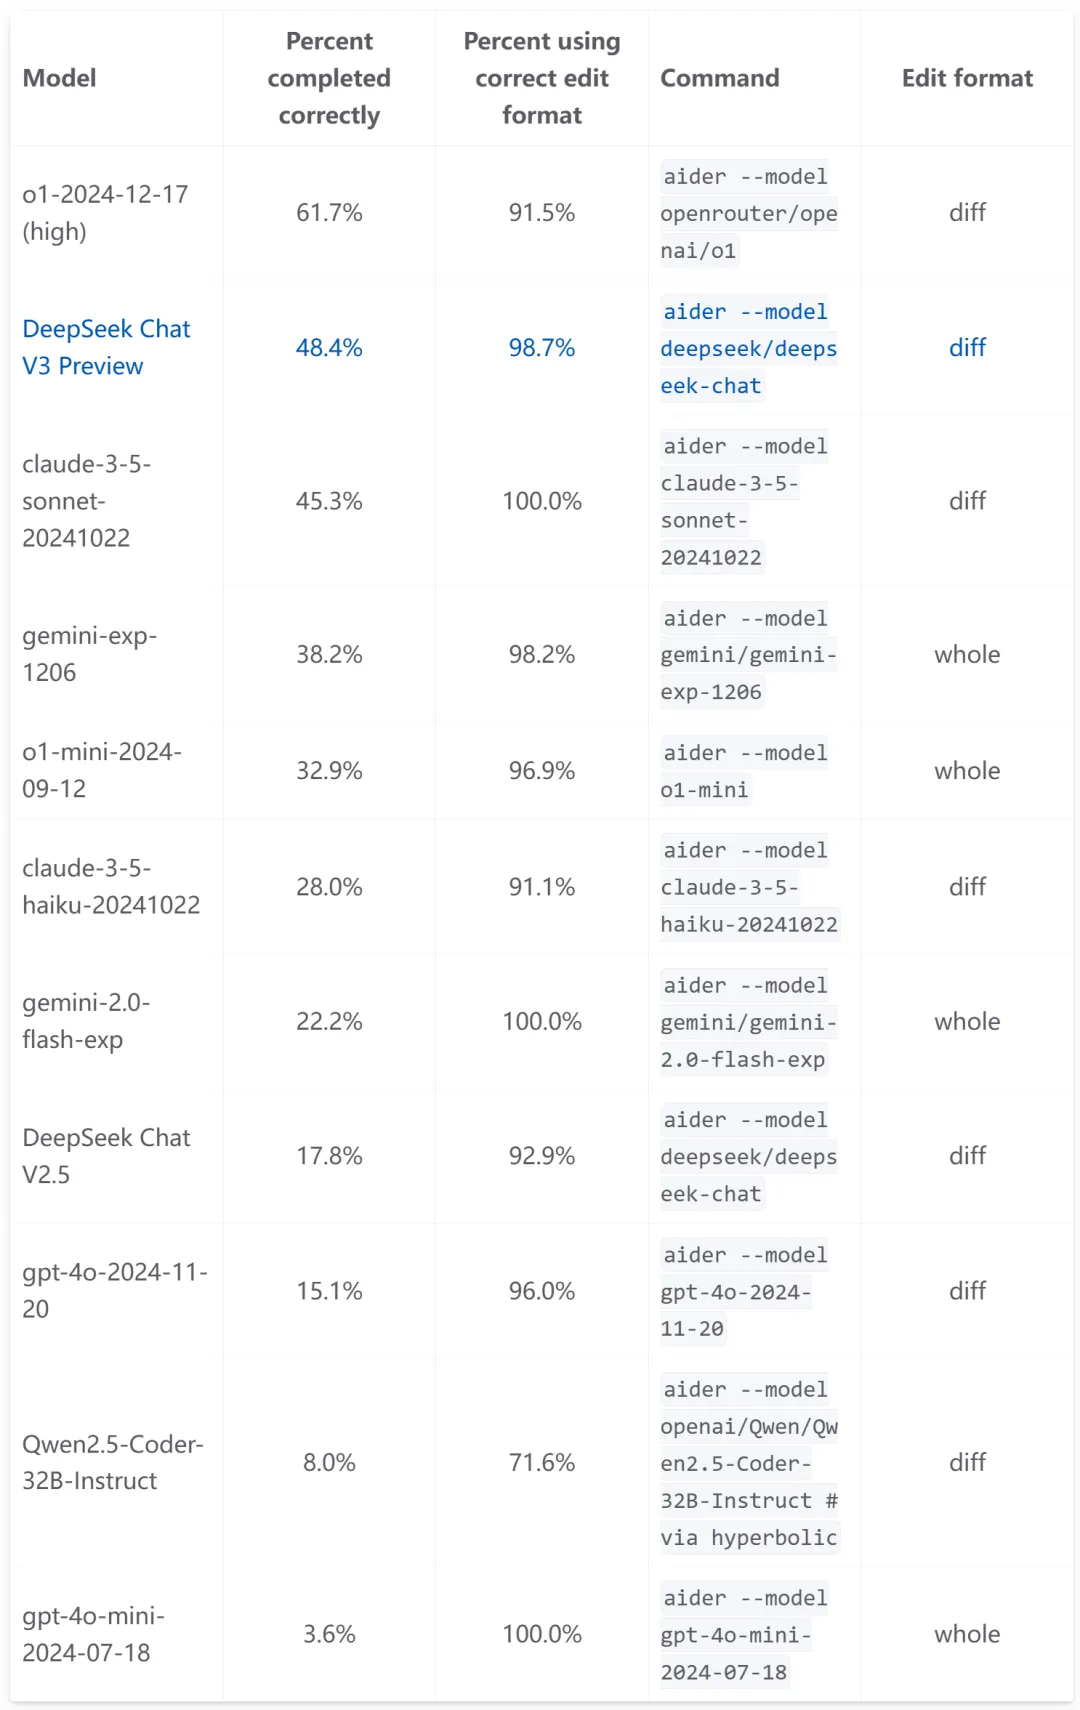 Model
Percent
completed
correctly
Percent using
correct edit
format
Command
Edit format
o1-2024-12-17
(high)
61.7%
91.5%
aider --model
openrouter/ope
nai/o1
diff
DeepSeek Chat
V3 Preview
48.4%
98.7%
aider --model
deepseek/deeps
eek-chat
diff
claude-3-5-
sonnet-
20241022
45.3%
100.0%
aider --model
claude-3-5-
sonnet-
20241022
diff
gemini-exp-
1206
38.2%
98.2%
aider --model
gemini/gemini-
exp-1206
whole
o1-mini-2024-
09-12
32.9%
96.9%
aider --model
o1-mini
whole
claude-3-5-
haiku-20241022
28.0%
91.1%
aider --model
claude-3-5-
haiku-20241022
diff
gemini-2.0-
flash-exp
22.2%
100.0%
aider --model
gemini/gemini-
2.0-flash-exp
whole
DeepSeek Chat
V2.5
17.8%
92.9%
aider --model
deepseek/deeps
eek-chat
diff
gpt-4o-2024-11-
20
15.1%
96.0%
aider --model
gpt-4o-2024-
11-20
diff
Qwen2.5-Coder-
32B-Instruct
8.0%
71.6%
aider --model
openai/Qwen/Qw
en2.5-Coder-
32B-Instruct #
via hyperbolic
diff
gpt-4o-mini-
2024-07-18
3.6%
100.0%
aider --model
gpt-4o-mini-
2024-07-18
whole